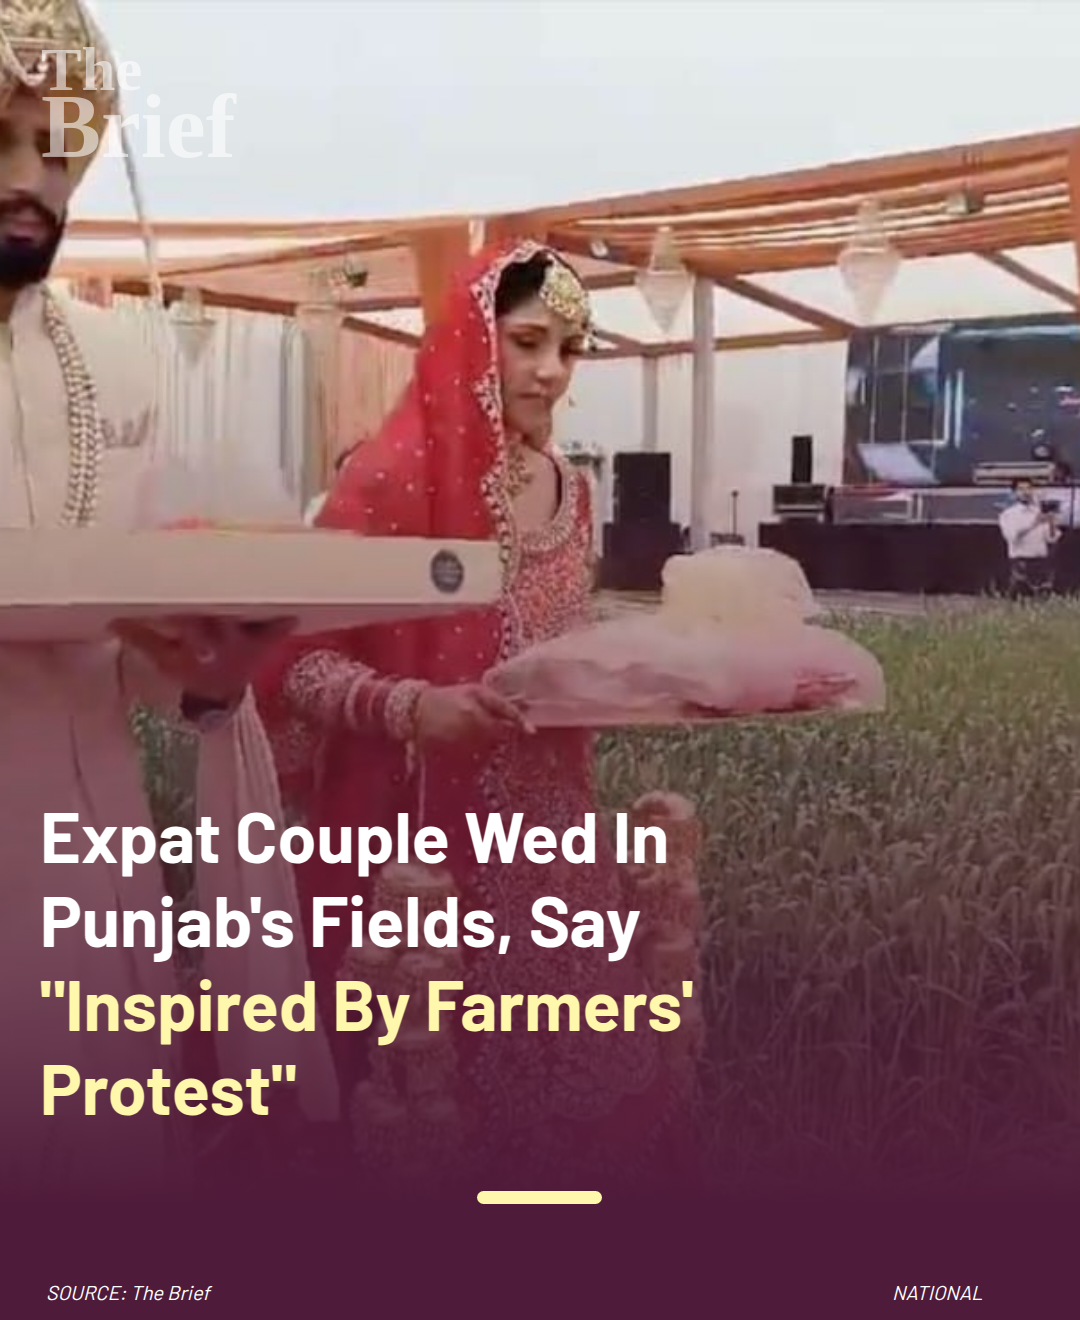 The
Brief
Expat Couple Wed In
Punjab's Fields, Say
"Inspired By Farmers'
Protest"
SOURCE: The Brief
NATIONAL